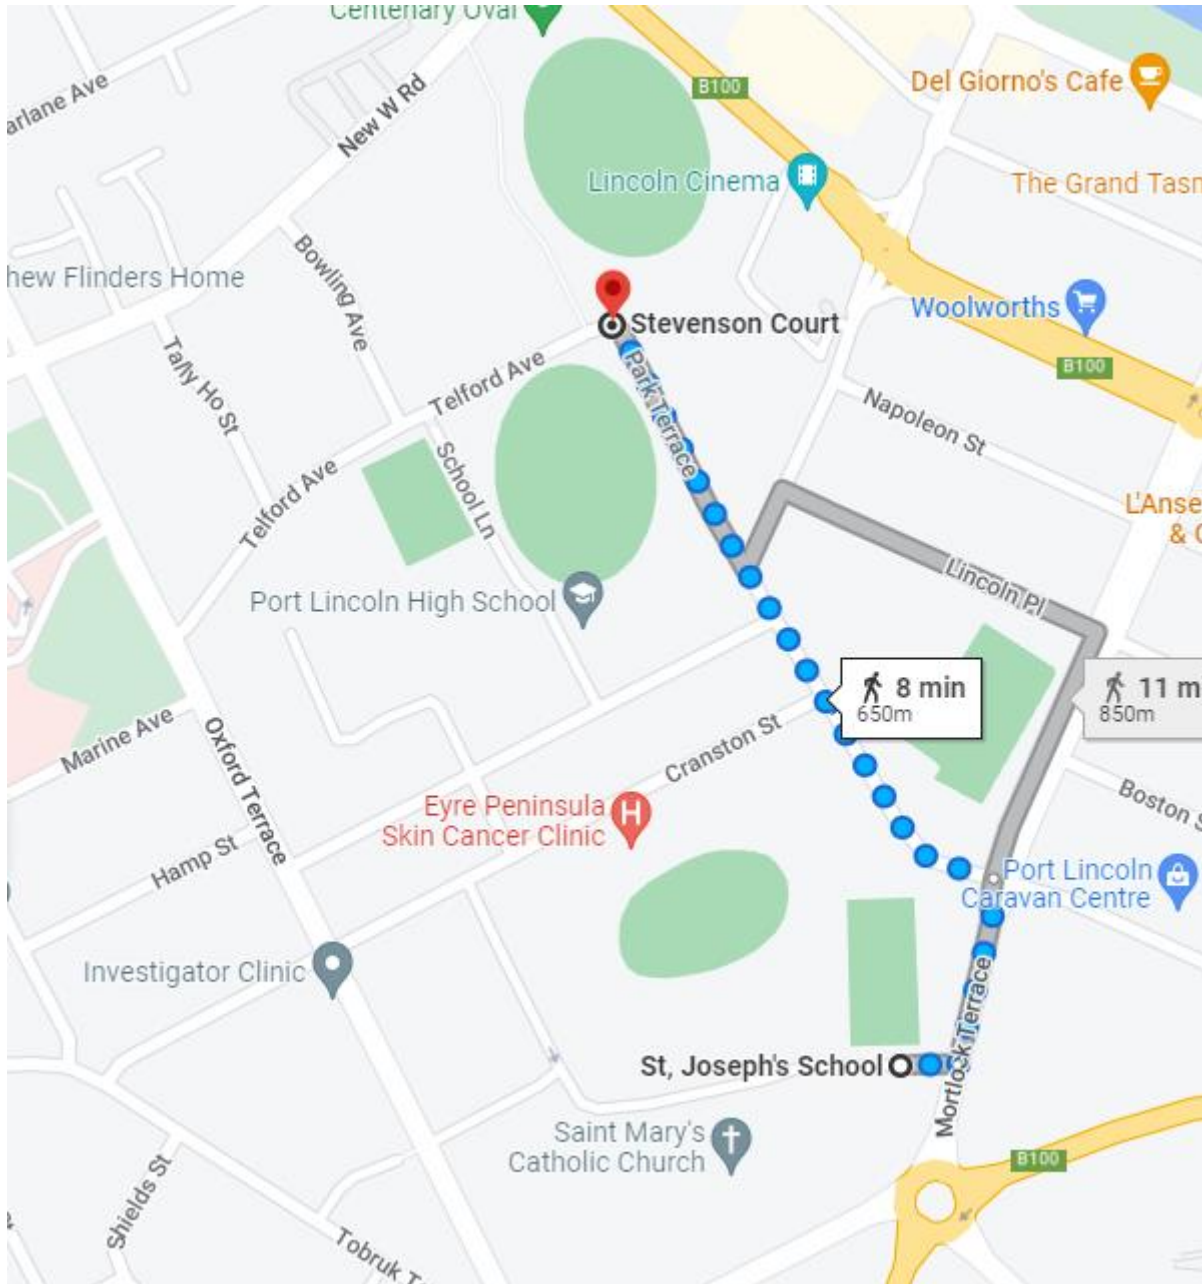 Centenary Oval
B100
Del Giorno's Cafe
arlane Ave
New W Rd
Lincoln Cinema
The Grand Tasm
hew Flinders Home
Bowling Ave
Woolworths
Stevenson Court
Tally Ho St
Park Terrace
B100
Telford Ave
Napoleon St
School Ln
Telford Ave
L'Anse
& C
Lincoln Pl
Port Lincoln High School
8 min
650m
11 m
850m
Marine Ave
Oxford Terrace
Cranston St
Boston S
Eyre Peninsula
Skin Cancer Clinic
Hamp St
Port Lincoln
Caravan Centre
Investigator Clinic
Mortlock Terrace
St, Joseph's School
Saint Mary's
Catholic Church
B100
Shields St
Tobruk T